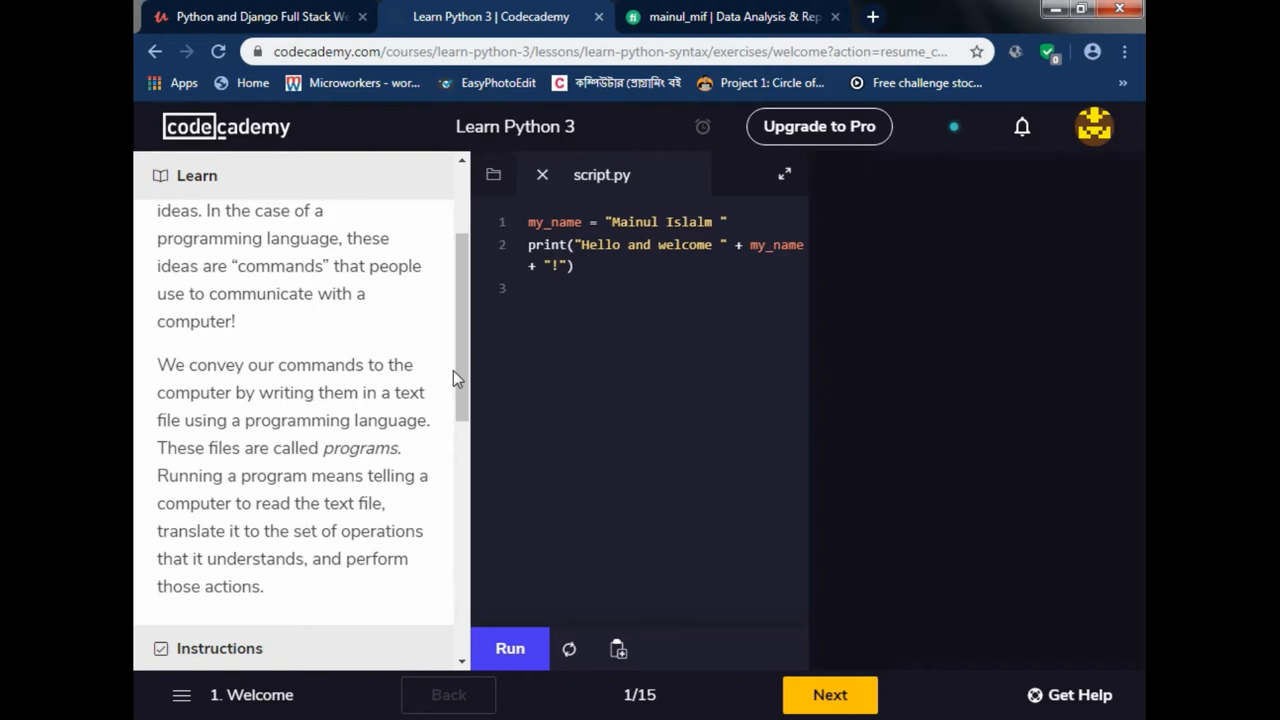 Python and Django Full Stack We
Learn Python 3 | Codecademy
mainul_mif | Data Analysis & Rep
codecademy.com/courses/learn-python-3/lessons/learn-python-syntax/exercises/welcome?action=resume_c...
0
Apps
Home
Microworkers - wor...
EasyPhotoEdit
C
কম্পিউটার প্রোগ্রামিং বই
Project 1: Circle of...
Free challenge stoc...
»
codecademy
Learn Python 3
Upgrade to Pro
Learn
script.py
ideas. In the case of a
programming language, these
ideas are “commands” that people
use to communicate with a
computer!
We convey our commands to the
computer by writing them in a text
file using a programming language.
These files are called programs.
Running a program means telling a
computer to read the text file,
translate it to the set of operations
that it understands, and perform
those actions.
Instructions
1 my_name = "Mainul Islalm "
2 print("Hello and welcome " + my_name
+ "!")
3
Run
1. Welcome
Back
1/15
Next
Get Help